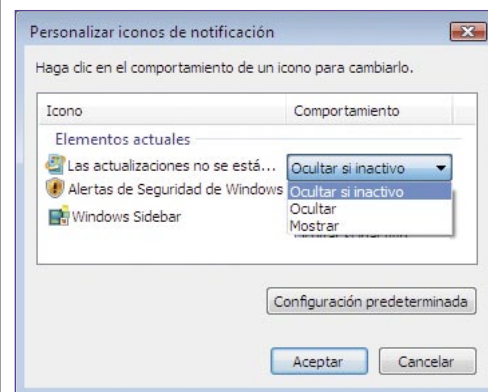 Personalizar iconos de notificación
Haga clic en el comportamiento de un icono para cambiarlo.
Icono Comportamiento
Elementos actuales
Las actualizaciones no se está... Ocultar si inactivo
Alertas de Seguridad de Windows Ocultar si inactivo
Ocultar
Windows Sidebar
Mostrar
Configuración predeterminada
Aceptar Cancelar